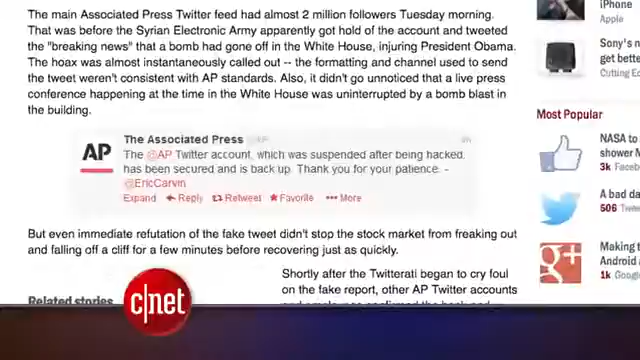 The main Associated Press Twitter feed had almost 2 million followers Tuesday morning.
That was before the Syrian Electronic Army apparently got hold of the account and tweeted
the "breaking news" that a bomb had gone off in the White House, injuring President Obama.
The hoax was almost instantaneously called out -- the formatting and channel used to send
the tweet weren't consistent with AP standards. Also, it didn't go unnoticed that a live press
conference happening at the time in the White House was uninterrupted by a bomb blast in
the building.
AP
The Associated Press
The @AP Twitter account, which was suspended after being hacked,
has been secured and is back up. Thank you for your patience. -
@EricCarvin
Expand Reply Retweet Favorite More
But even immediate refutation of the fake tweet didn't stop the stock market from freaking out
and falling off a cliff for a few minutes before recovering just as quickly.
Shortly after the Twitterati began to cry foul
on the fake report, other AP Twitter accounts
Related stories
c|net
iPhone
Apple
Sony's n
get bette
Cutting E
Most Popular
NASA to
shower M
3k Faceb
A bad da
506 Twit
Making t
Android
1k Googl